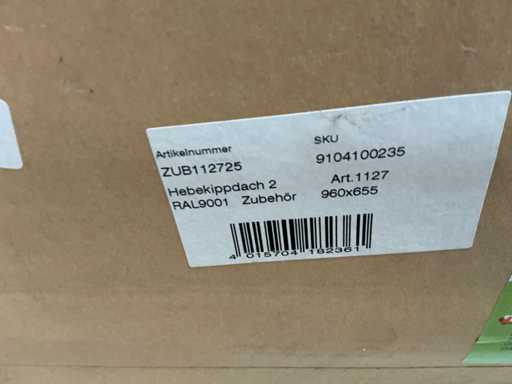 Artikelnummer SKU
ZUB112725 9104100235
Hebekippdach 2 Art.1127
RAL9001 Zubehör 960x655
4 015704 182361